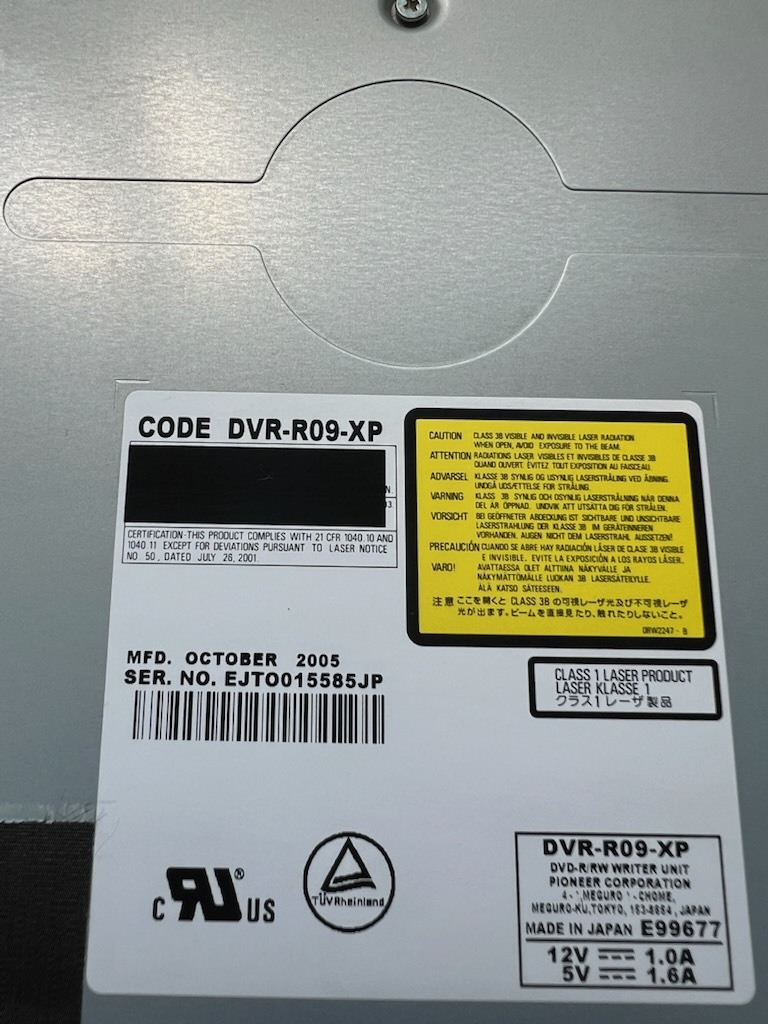 CODE DVR-R09-XP
N.
03.
CERTIFICATION-THIS PRODUCT COMPLIES WITH 21 CFR 1040.10 AND
1040 11 EXCEPT FOR DEVIATIONS PURSUANT TO LASER NOTICE
NO. 50, DATED JULY 26, 2001.
CAUTION CLASS 3B VISIBLE AND INVISIBLE LASER RADIATION
WHEN OPEN, AVOID EXPOSURE TO THE BEAM.
ATTENTION RADIATIONS LASER VISIBLES ET INVISIBLES DE CLASSE 3B
QUAND OUVERT. ÉVITEZ TOUT EXPOSITION AU FAISCEAU.
ADVARSEL KLASSE 3B SYNLIG OG USYNLIG LASERSTRÅLING VED ÅBNING.
UNDGÅ UDSÆTTELSE FOR STRÅLING.
VARNING KLASS 3B SYNLIG OCH OSYNLIG LASERSTRÅLNING NÄR DENNA
DEL ÄR ÖPPNAD. UNDVIK ATT UTSÄTTA DIG FÖR STRÅLEN.
VORSICHT BEI GEÖFFNETER ABDECKUNG IST SICHTBARE UND UNSICHTBARE
LASERSTRAHLUNG DER KLASSE 3B IM GERÄTEINNEREN
VORHANDEN. AUGEN NICHT DEM LASERSTRAHL AUSSETZEN!
PRECAUCIÓN CUANDO SE ABRE HAY RADIACIÓN LÁSER DE CLASE 3B VISIBLE
E INVISIBLE. EVITE LA EXPOSICIÓN A LOS RAYOS LÁSER.
VARO! AVATTAESSA OLET ALTTIINA NÄKYVÄLLE JA
NÄKYMÄTTÖMÄLLE LUOKAN 3B LASERSÄTEILYLLE.
ÄLÄ KATSO SÄTEESEEN.
注意 ここを開くと CLASS 3B の可視レーザ光及び不可視レーザ
光が出ます。ビームを直接見たり、触れたりしないこと。
DRW2247 - B
MFD. OCTOBER 2005
SER. NO. EJTO015585JP
CLASS 1 LASER PRODUCT
LASER KLASSE 1
クラス1 レーザ製品
C RU ® US
TÜVRheinland
DVR-R09-XP
DVD-R/RW WRITER UNIT
PIONEER CORPORATION
MEGURO 1-CHOME,
MEGURO-KU,TOKYO, 153-8654, JAPAN
MADE IN JAPAN E99677
12V 1.0A
5V 1.6A